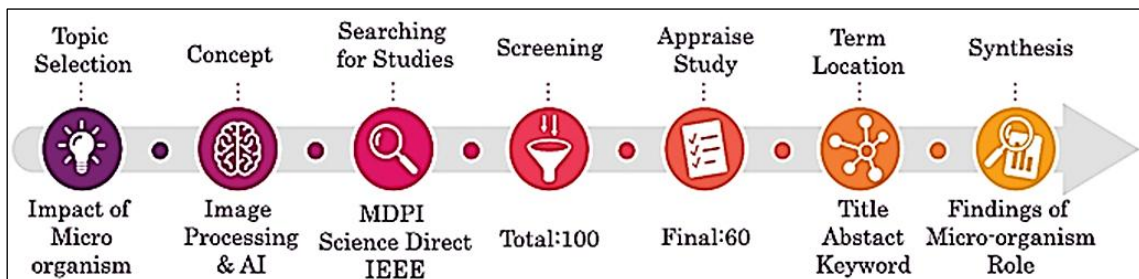 Topic
Selection
Concept
Searching
for Studies
Screening
Appraise
Study
Term
Location
Synthesis
Impact of
Micro
organism
Image
Processing
& AI
MDPI
Science Direct
IEEE
Total:100
Final:60
Title
Abstact
Keyword
Findings of
Micro-organism
Role